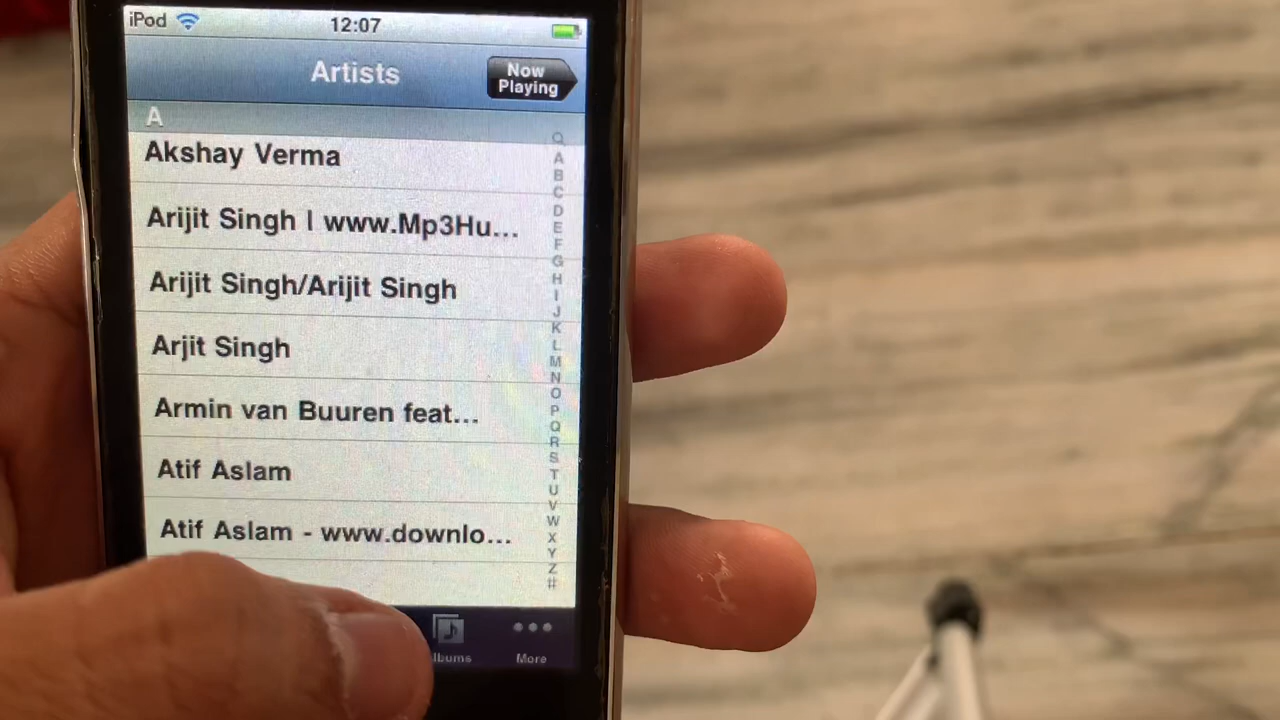 iPod 12:07
Artists
Now
Playing
A
Akshay Verma
Arijit Singh | www.Mp3Hu...
Arijit Singh/Arijit Singh
Arjit Singh
Armin van Buuren feat...
Atif Aslam
Atif Aslam - www.downlo...
A
B
C
D
E
F
G
H
I
J
K
L
M
N
O
P
Q
R
S
T
U
V
W
X
Y
Z
#
lbums
More